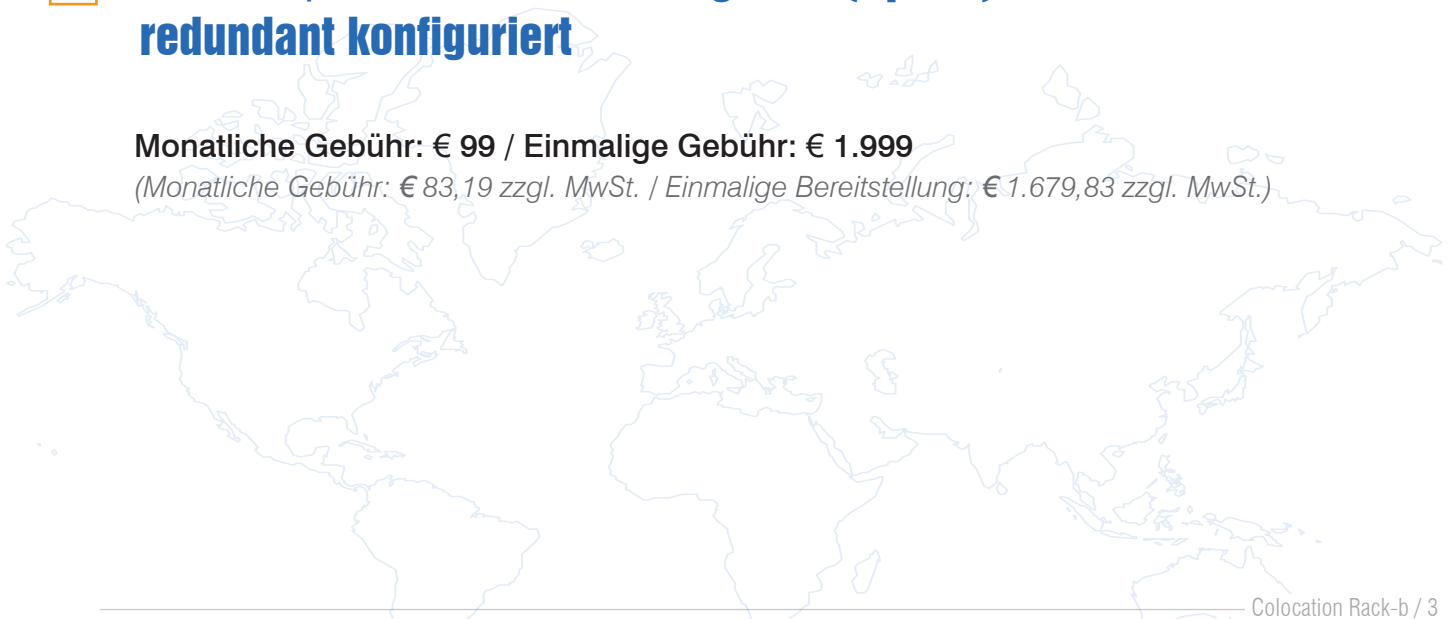 redundant konfiguriert
Monatliche Gebühr: € 99 / Einmalige Gebühr: € 1.999
(Monatliche Gebühr: € 83,19 zzgl. MwSt. / Einmalige Bereitstellung: € 1.679,83 zzgl. MwSt.)
Colocation Rack-b / 3